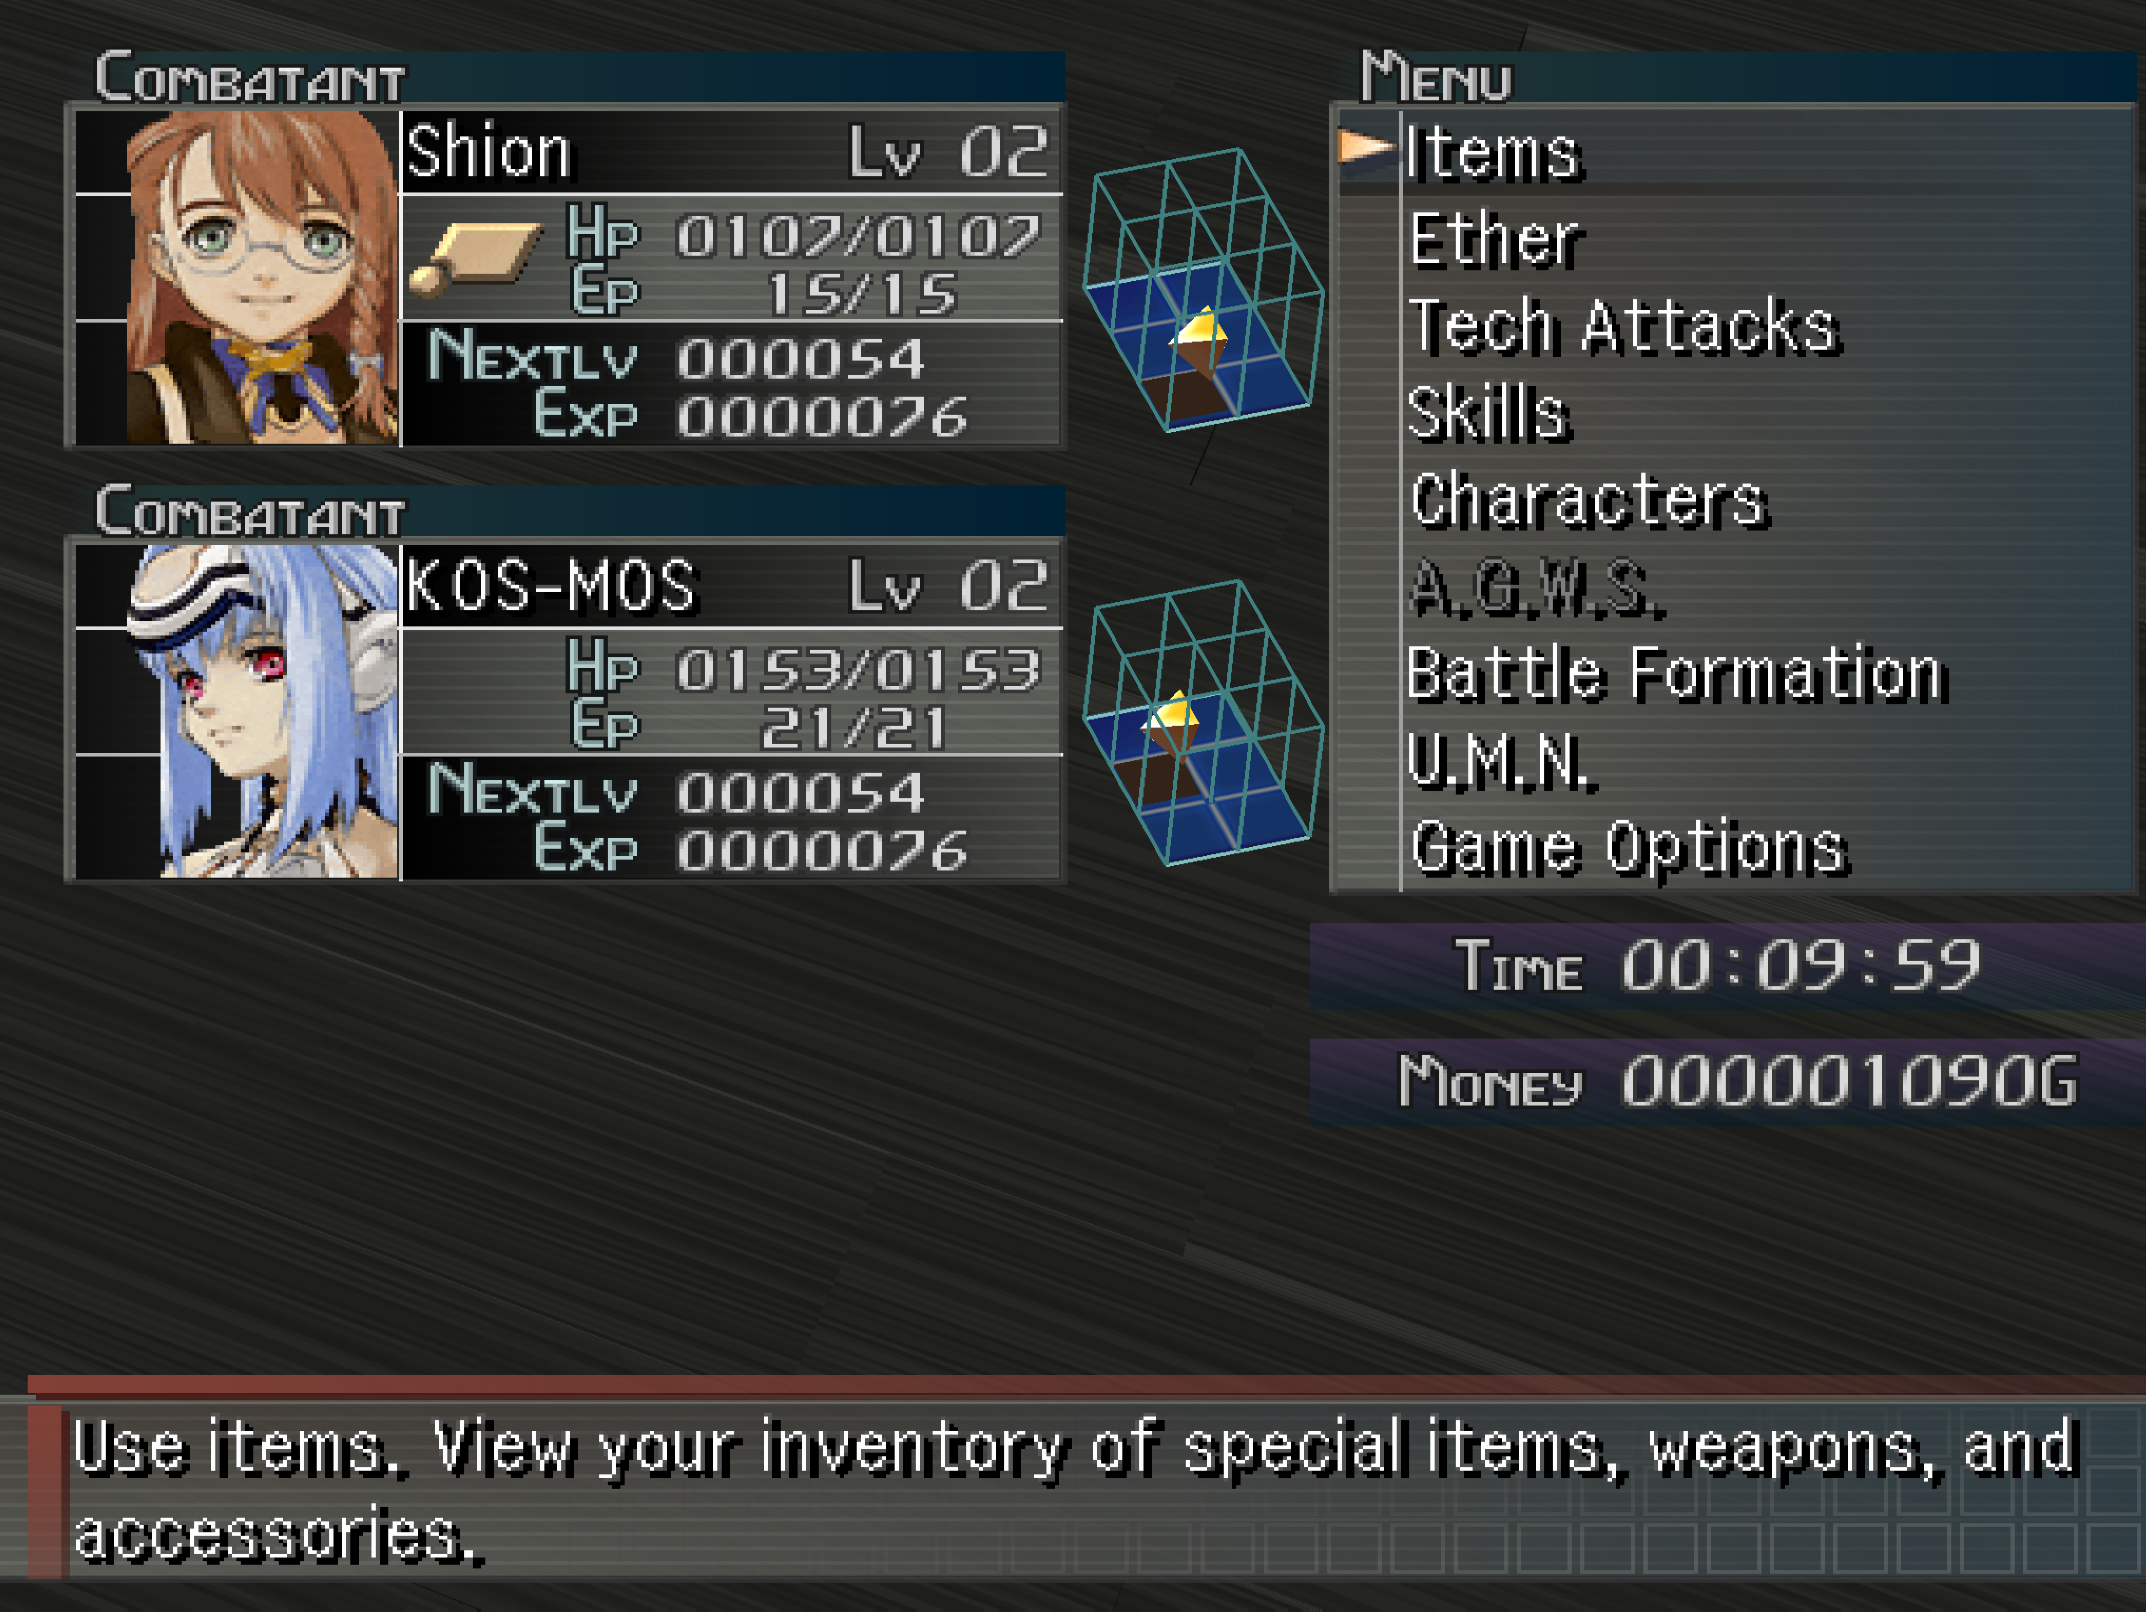 COMBATANT
Shion Lv 02
HP 0107/0107
EP 15/15
NEXTLV 000054
EXP 0000076
COMBATANT
KOS-MOS Lv 02
HP 0153/0153
EP 21/21
NEXTLV 000054
EXP 0000076
MENU
Items
Ether
Tech Attacks
Skills
Characters
A.G.W.S.
Battle Formation
U.M.N.
Game Options
TIME 00:09:59
MONEY 000001090G
Use items. View your inventory of special items, weapons, and
accessories.